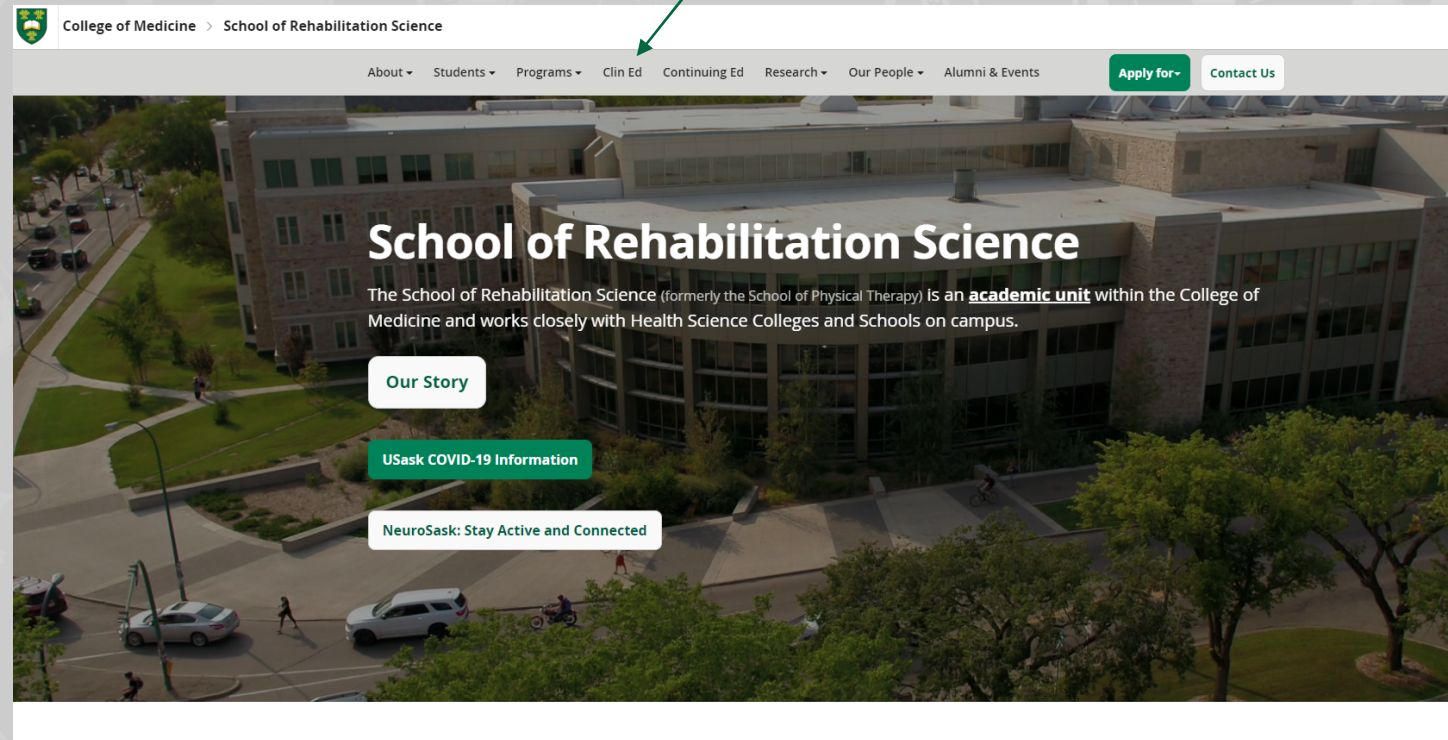 College of Medicine > School of Rehabilitation Science
About Students Programs Clin Ed Continuing Ed Research Our People Alumni & Events Apply for Contact Us
School of Rehabilitation Science
The School of Rehabilitation Science (formerly the School of Physical Therapy) is an academic unit within the College of
Medicine and works closely with Health Science Colleges and Schools on campus.
Our Story
USask COVID-19 Information
NeuroSask: Stay Active and Connected